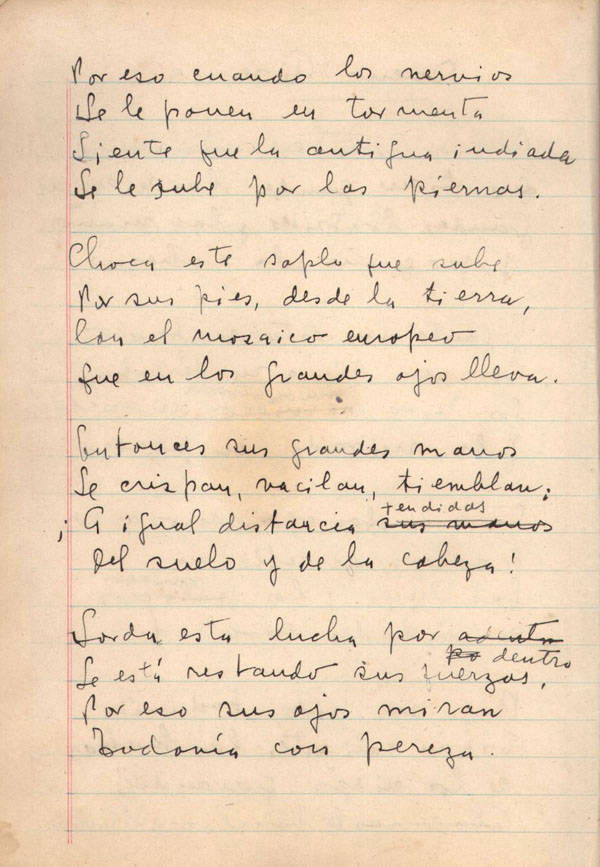 Por eso cuando los nervios
Se le ponen en tormenta
Siente que la antigua indiada
Se le sube por las piernas.
Choca este soplo que sube
Por sus pies, desde la tierra,
Con el mosaico europeo
Que en los grandes ojos lleva.
Entonces sus grandes manos
Se crispan, vacilan, tiemblan;
tendidas
¡A igual distancia sus manos
Del suelo y de la cabeza!
Sorda esta lucha por adentro
po dentro
Se está restando sus fuerzas,
Por eso sus ojos miran
Todavía con pereza.